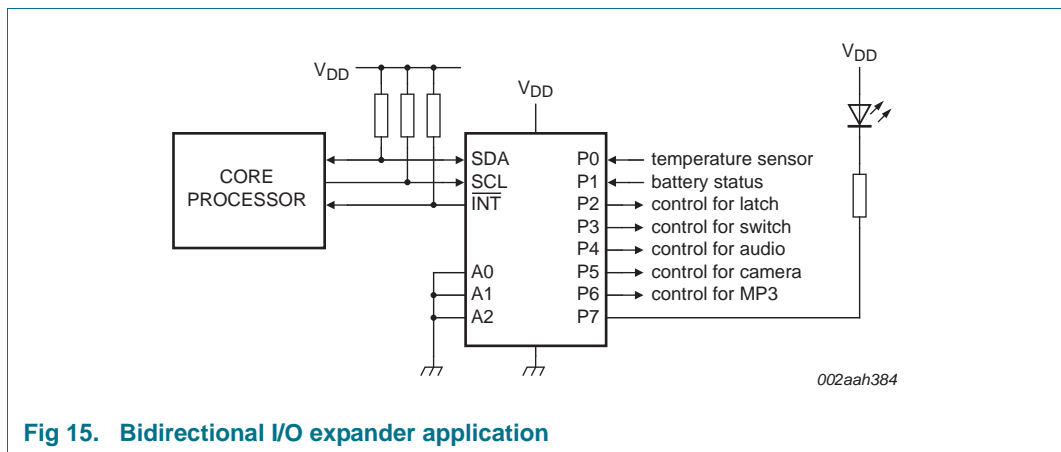 VDD
VDD
VDD
CORE
PROCESSOR
SDA
SCL
INT
A0
A1
A2
P0
P1
P2
P3
P4
P5
P6
P7
temperature sensor
battery status
control for latch
control for switch
control for audio
control for camera
control for MP3
002aah384
Fig 15. Bidirectional I/O expander application